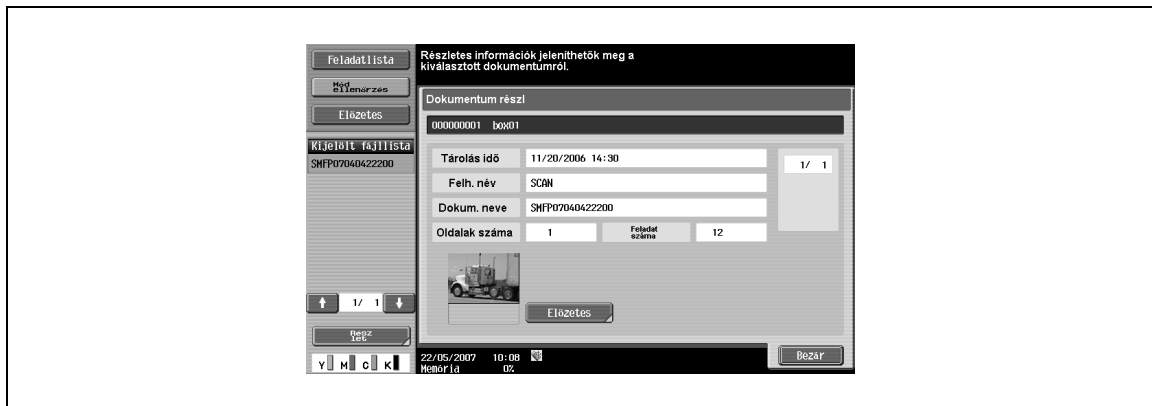 Feladatlista
Mód
ellenőrzés
Előzetes
Kijelölt fájllista
SMFP07040422200
1/ 1
Rész
let
Y M C K
Részletes információk jeleníthetők meg a
kiválasztott dokumentumról.
Dokumentum részl
000000001 box01
Tárolás idő 11/20/2006 14:30
Felh. név SCAN
Dokum. neve SMFP07040422200
Oldalak száma 1 Feladat száma 12
1/ 1
Előzetes
22/05/2007 10:08
Memória 0%
Bezár